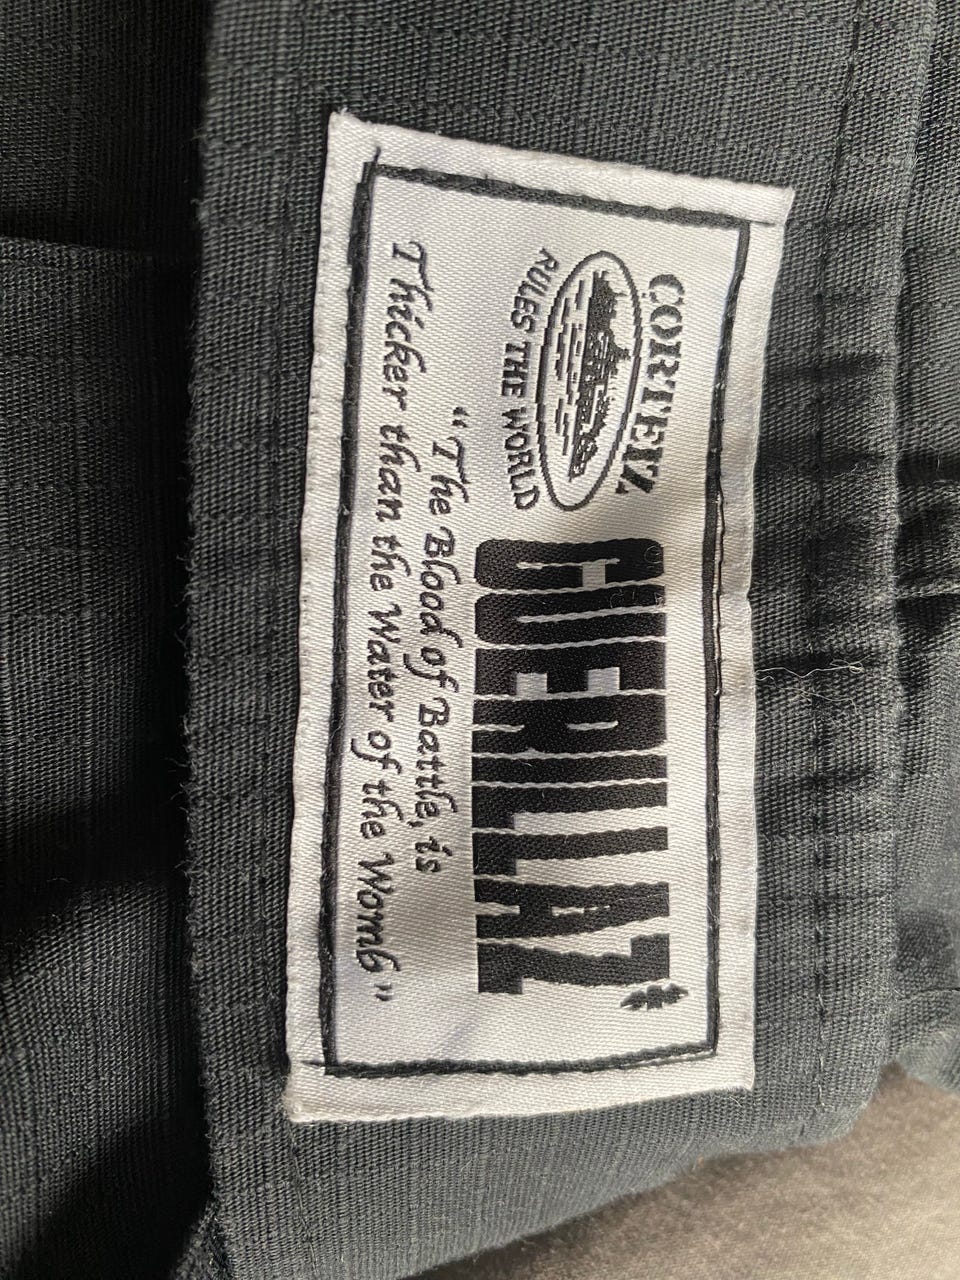 CORTEIZ
RULES THE WORLD
GUERILLAZ
"The Blood of Battle, is
Thicker than the Water of the Womb"